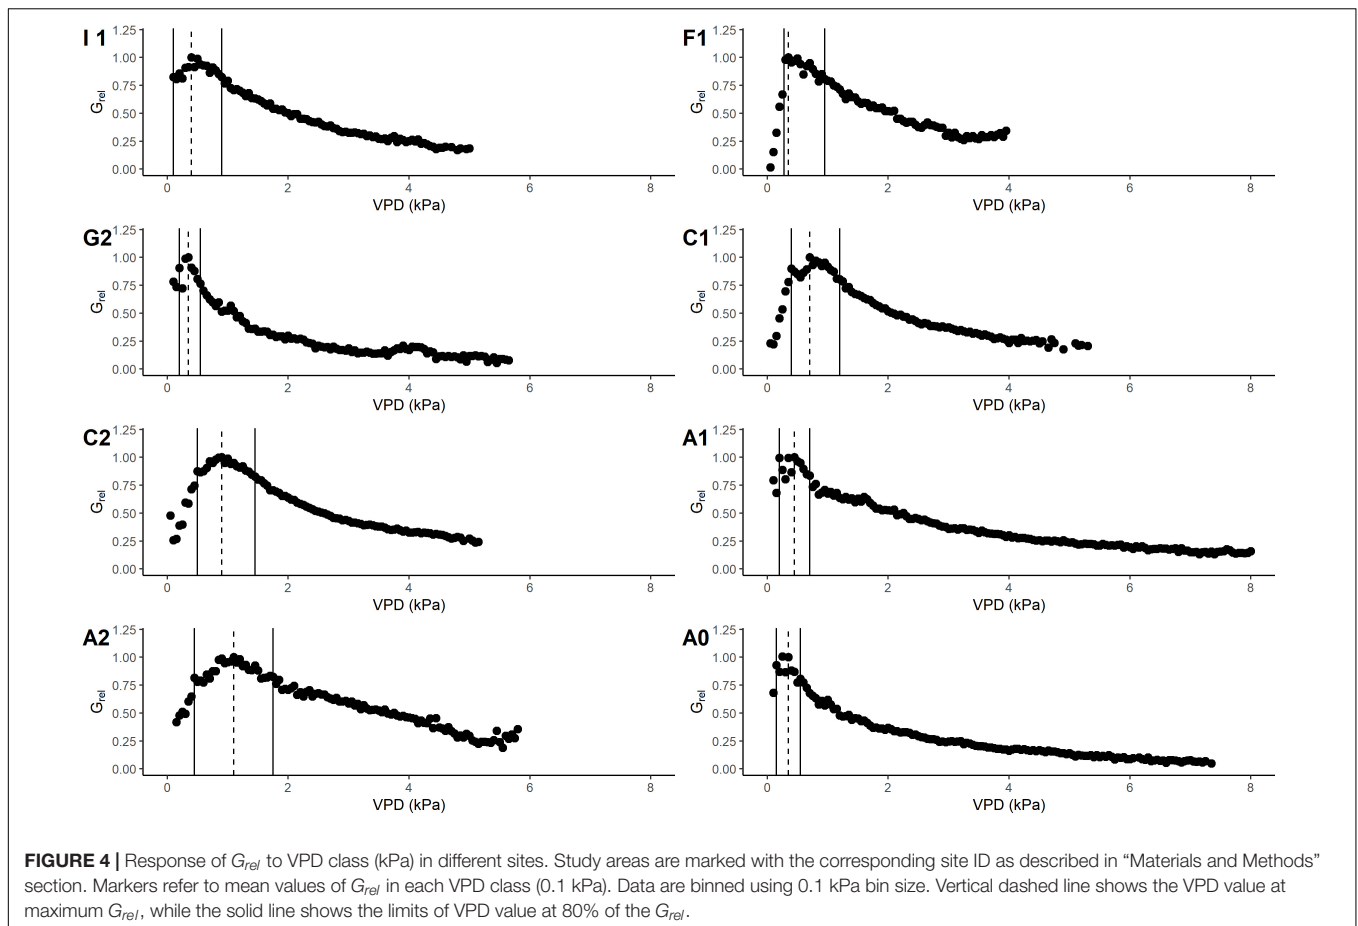 I 1
1.25
1.00
0.75
0.50
0.25
0.00
Grel
0 2 4 6 8
VPD (kPa)
F1
1.25
1.00
0.75
0.50
0.25
0.00
Grel
0 2 4 6 8
VPD (kPa)
G2
1.25
1.00
0.75
0.50
0.25
0.00
Grel
0 2 4 6 8
VPD (kPa)
C1
1.25
1.00
0.75
0.50
0.25
0.00
Grel
0 2 4 6 8
VPD (kPa)
C2
1.25
1.00
0.75
0.50
0.25
0.00
Grel
0 2 4 6 8
VPD (kPa)
A1
1.25
1.00
0.75
0.50
0.25
0.00
Grel
0 2 4 6 8
VPD (kPa)
A2
1.25
1.00
0.75
0.50
0.25
0.00
Grel
0 2 4 6 8
VPD (kPa)
A0
1.25
1.00
0.75
0.50
0.25
0.00
Grel
0 2 4 6 8
VPD (kPa)
FIGURE 4 | Response of Grel to VPD class (kPa) in different sites. Study areas are marked with the corresponding site ID as described in “Materials and Methods”
section. Markers refer to mean values of Grel in each VPD class (0.1 kPa). Data are binned using 0.1 kPa bin size. Vertical dashed line shows the VPD value at
maximum Grel, while the solid line shows the limits of VPD value at 80% of the Grel.